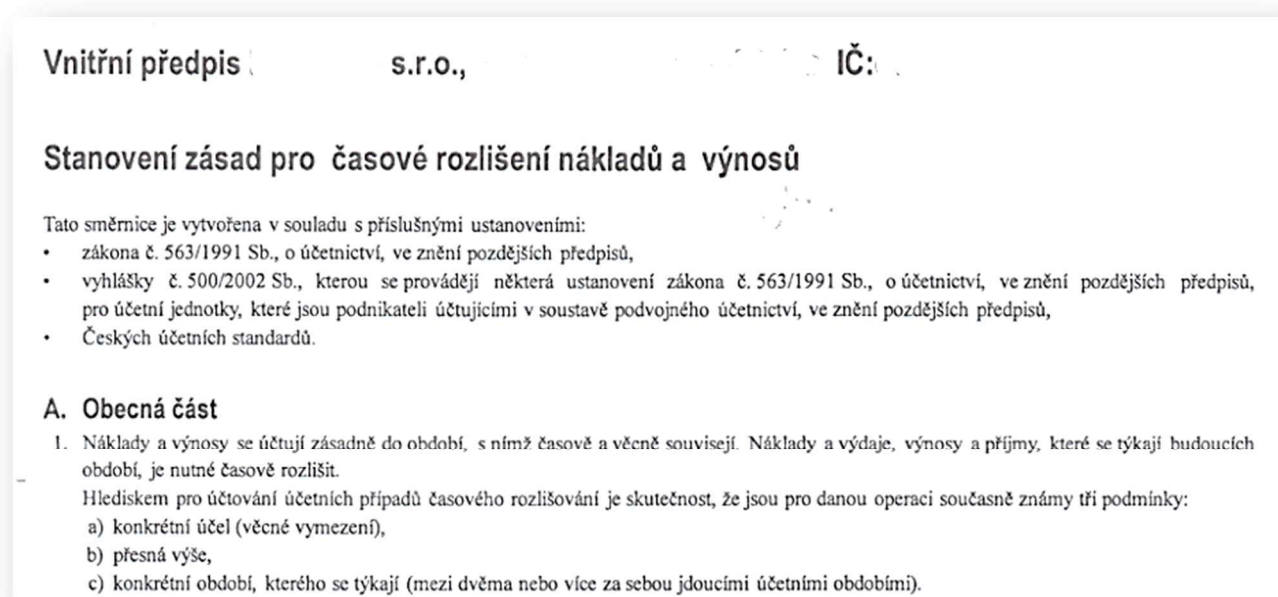 Vnitřní předpis s.r.o., IČ:
Stanovení zásad pro časové rozlišení nákladů a výnosů
Tato směrnice je vytvořena v souladu s příslušnými ustanoveními:
• zákona č. 563/1991 Sb., o účetnictví, ve znění pozdějších předpisů,
• vyhlášky č. 500/2002 Sb., kterou se provádějí některá ustanovení zákona č. 563/1991 Sb., o účetnictví, ve znění pozdějších předpisů,
pro účetní jednotky, které jsou podnikateli účtujícími v soustavě podvojného účetnictví, ve znění pozdějších předpisů,
• Českých účetních standardů.
A. Obecná část
1. Náklady a výnosy se účtují zásadně do období, s nímž časově a věcně souvisejí. Náklady a výdaje, výnosy a příjmy, které se týkají budoucích
období, je nutné časově rozlišit.
Hlediskem pro účtování účetních případů časového rozlišování je skutečnost, že jsou pro danou operaci současně známy tři podmínky:
a) konkrétní účel (věcné vymezení),
b) přesná výše,
c) konkrétní období, kterého se týkají (mezi dvěma nebo více za sebou jdoucími účetními obdobími).